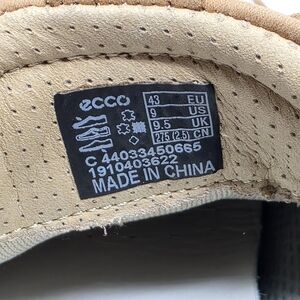 ecco
43 EU
9 US
9.5 UK
275 (2.5) CN
C 44033450665
1910403622
MADE IN CHINA